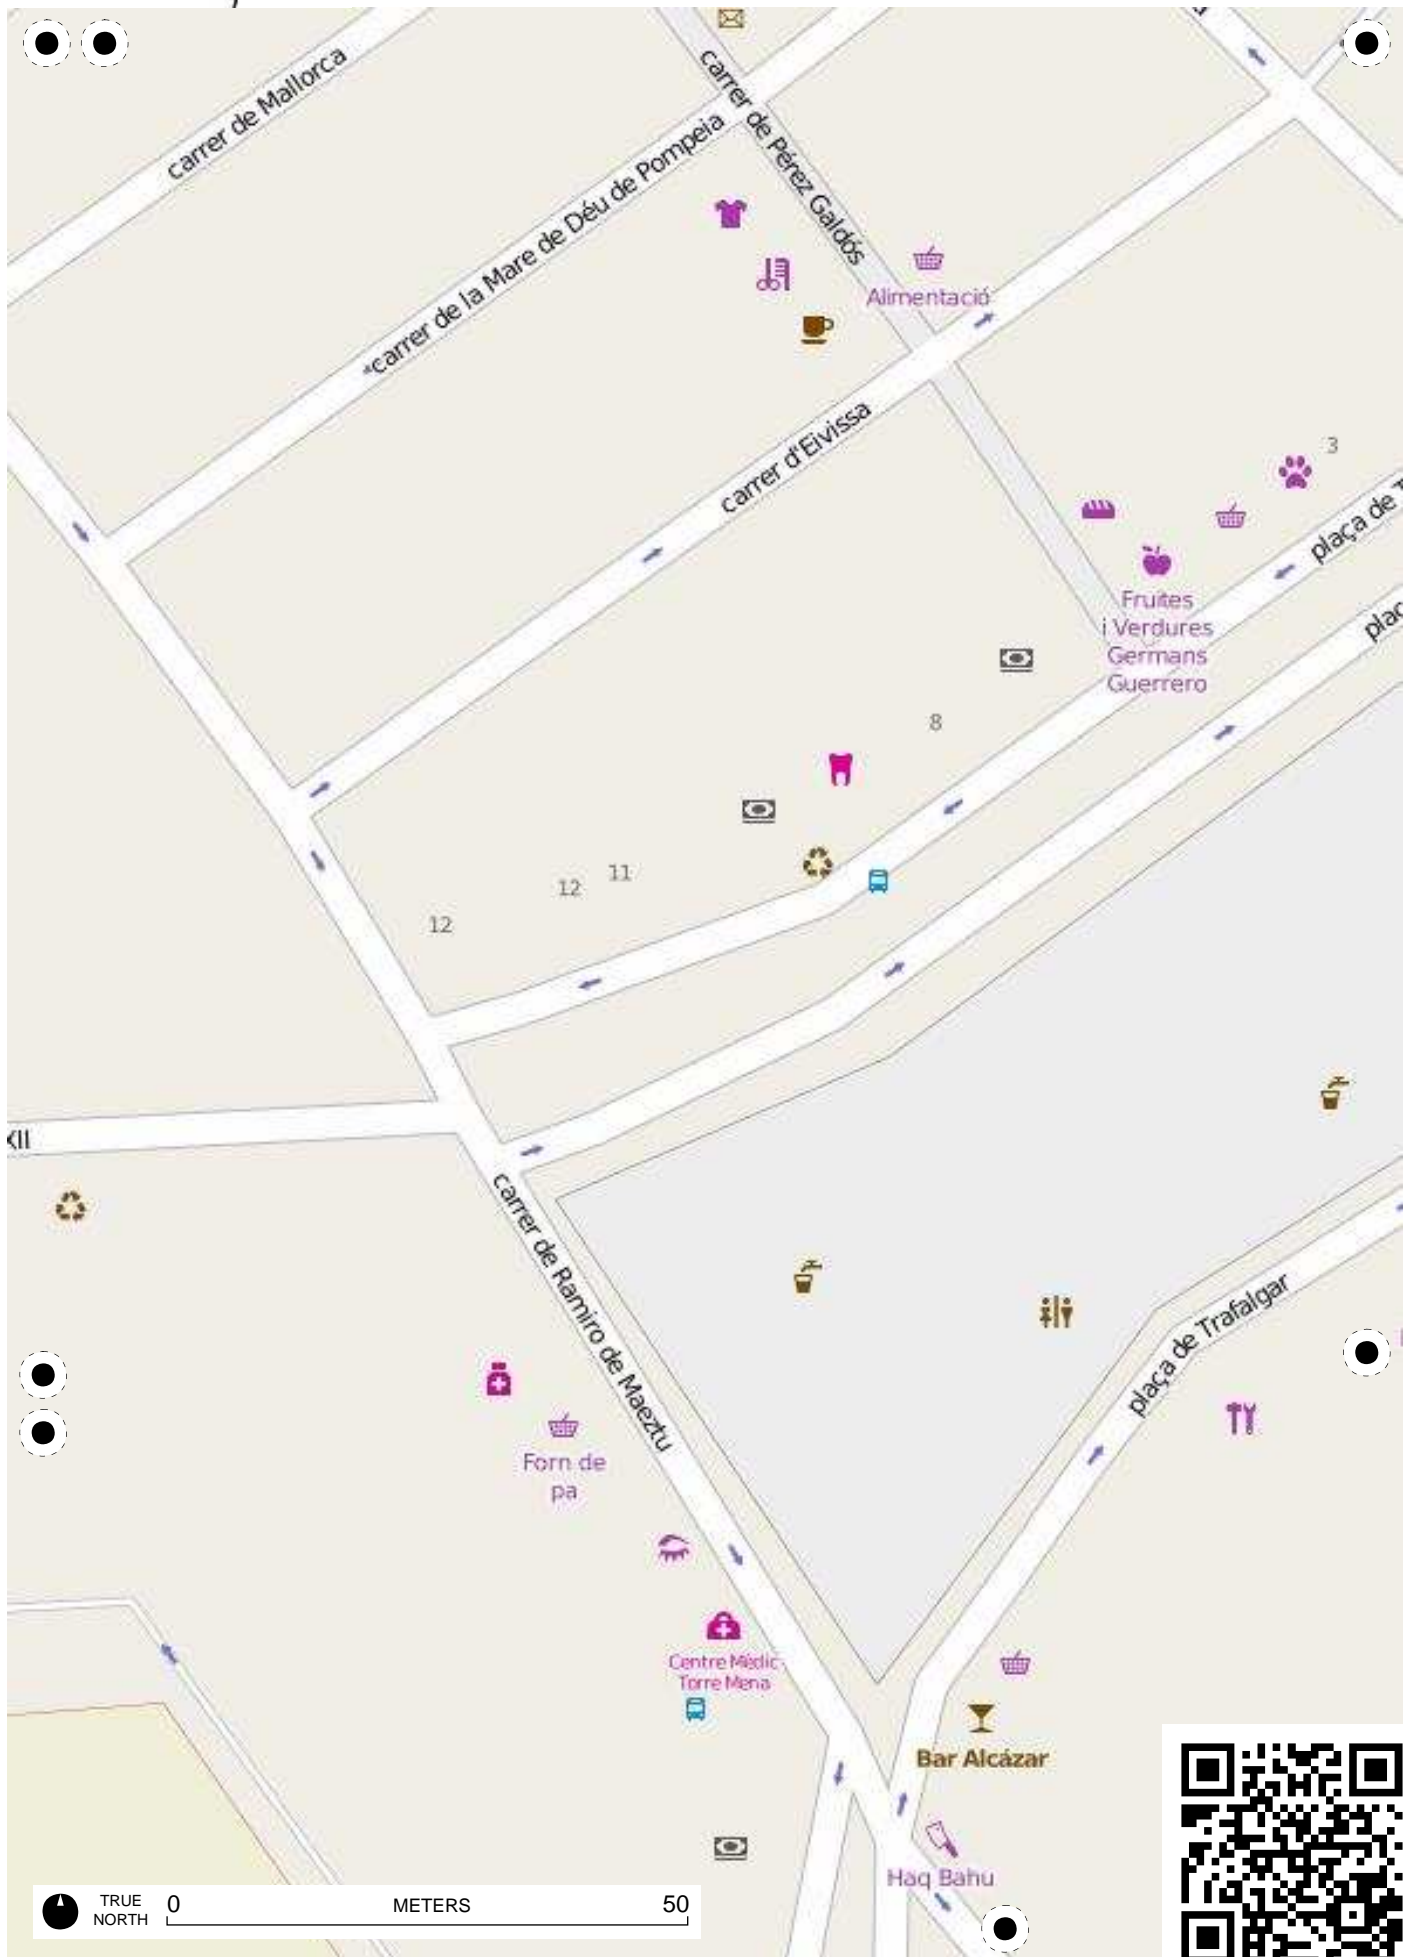 carrer de Mallorca
carrer de Pérez Galdós
carrer de la Mare de Déu de Pompeia
Alimentació
carrer d'Eivissa
3
plaça de T
Fruites
i Verdures
Germans
Guerrero
plaç
8
11
12
12
XII
carrer de Ramiro de Maeztu
plaça de Trafalgar
Forn de
pa
Centre Mèdic
Torre Mena
Bar Alcázar
Haq Bahu
TRUE
NORTH
0 METERS 50